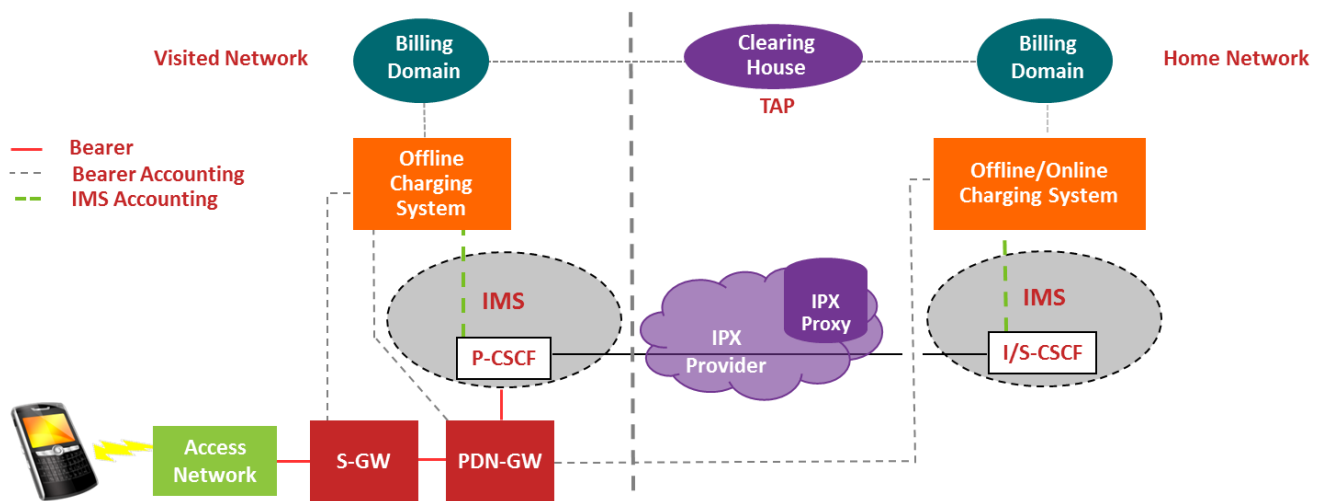 Visited Network
Billing
Domain
Clearing
House
TAP
Billing
Domain
Home Network
Bearer
Bearer Accounting
IMS Accounting
Offline
Charging
System
Offline/Online
Charging System
IMS
P-CSCF
IPX
Provider
IPX
Proxy
IMS
I/S-CSCF
Access
Network
S-GW
PDN-GW